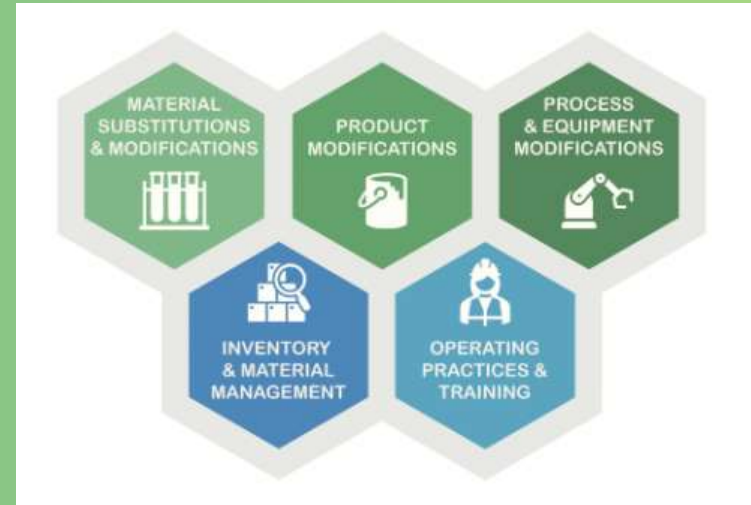 MATERIAL
SUBSTITUTIONS
& MODIFICATIONS
PRODUCT
MODIFICATIONS
PROCESS
& EQUIPMENT
MODIFICATIONS
INVENTORY
& MATERIAL
MANAGEMENT
OPERATING
PRACTICES &
TRAINING